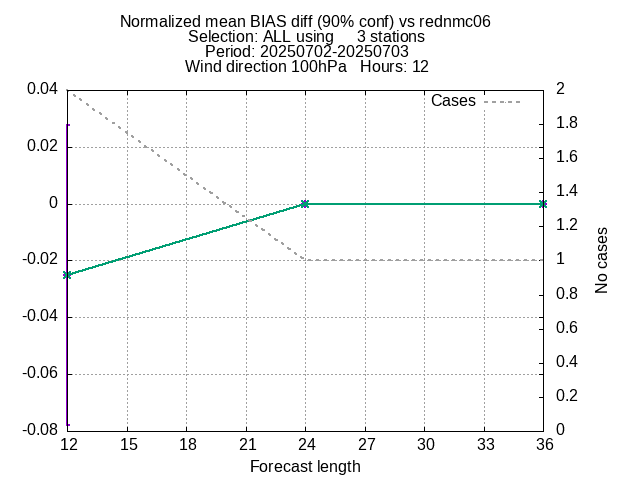 Normalized mean BIAS diff (90% conf) vs rednmc06
Selection: ALL using     3 stations
Period: 20250702-20250703
Wind direction 100hPa   Hours: 12
Cases
0.04
0.02
0
-0.02
-0.04
-0.06
-0.08
2
1.8
1.6
1.4
1.2
1
0.8
0.6
0.4
0.2
0
No cases
12 15 18 21 24 27 30 33 36
Forecast length